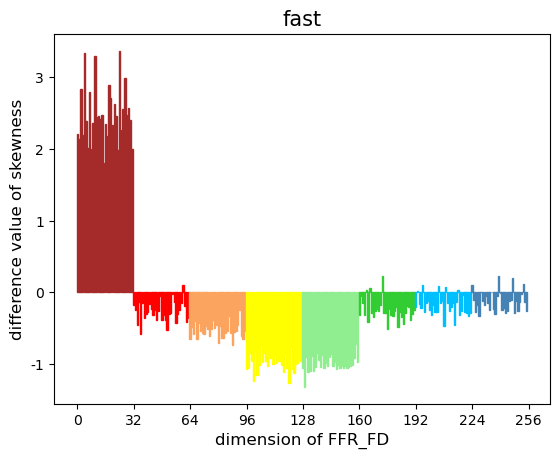 fast
difference value of skewness
3
2
1
0
-1
0 32 64 96 128 160 192 224 256
dimension of FFR_FD